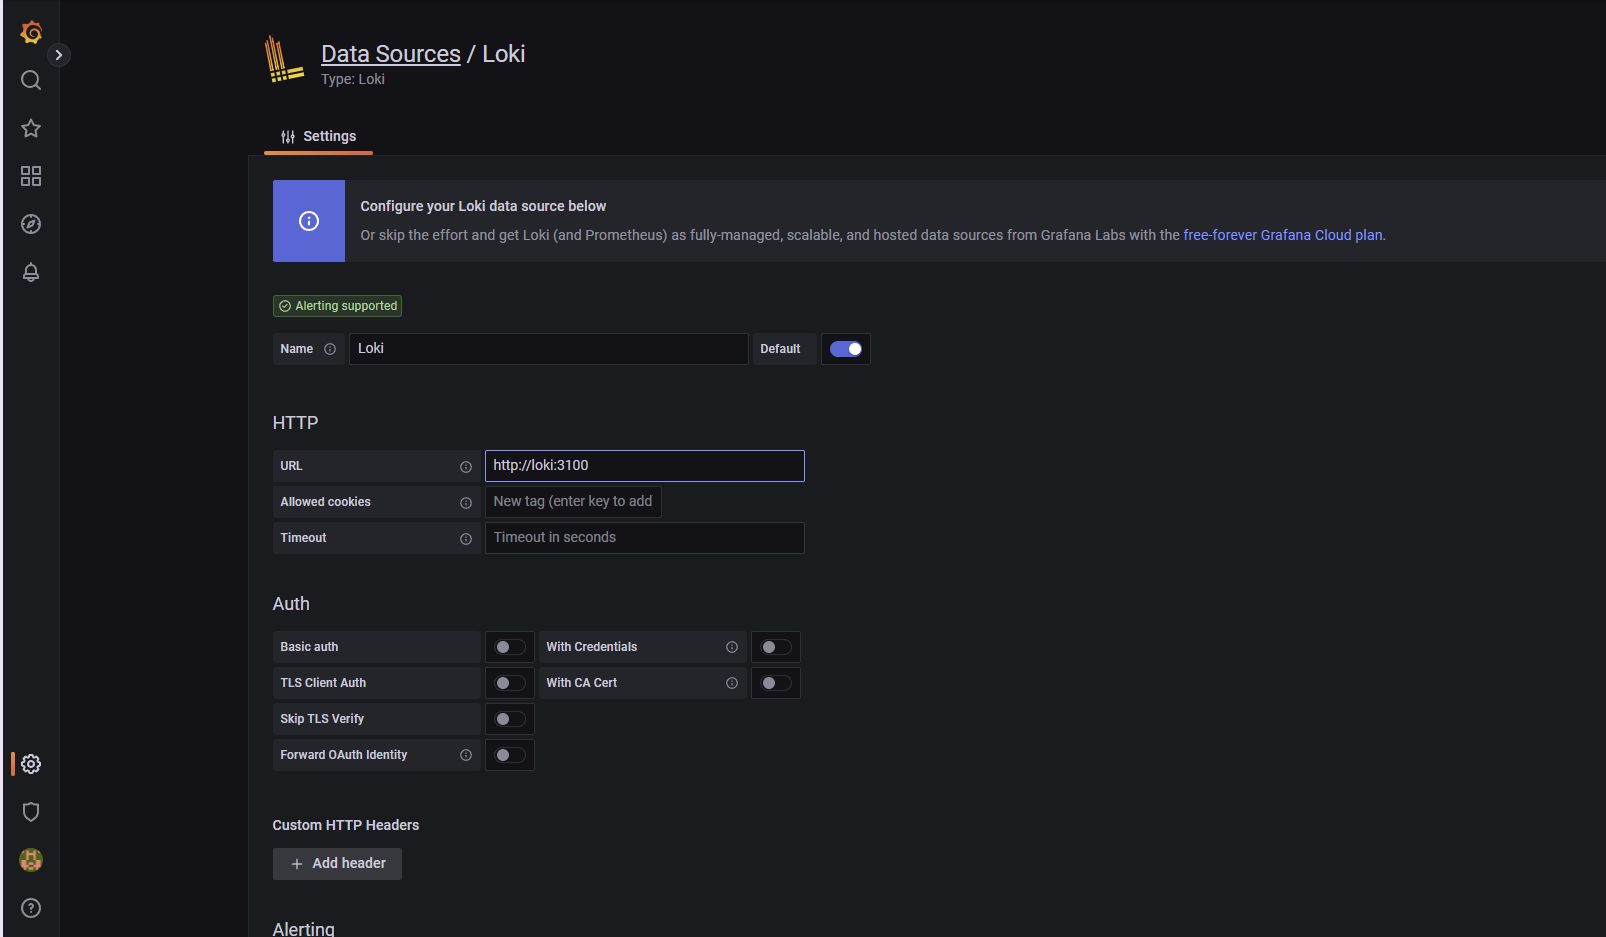 Data Sources / Loki
Type: Loki
Settings
Configure your Loki data source below
Or skip the effort and get Loki (and Prometheus) as fully-managed, scalable, and hosted data sources from Grafana Labs with the free-forever Grafana Cloud plan.
Alerting supported
Name Loki Default
HTTP
URL http://loki:3100
Allowed cookies New tag (enter key to add
Timeout Timeout in seconds
Auth
Basic auth With Credentials
TLS Client Auth With CA Cert
Skip TLS Verify
Forward OAuth Identity
Custom HTTP Headers
+ Add header
Alerting